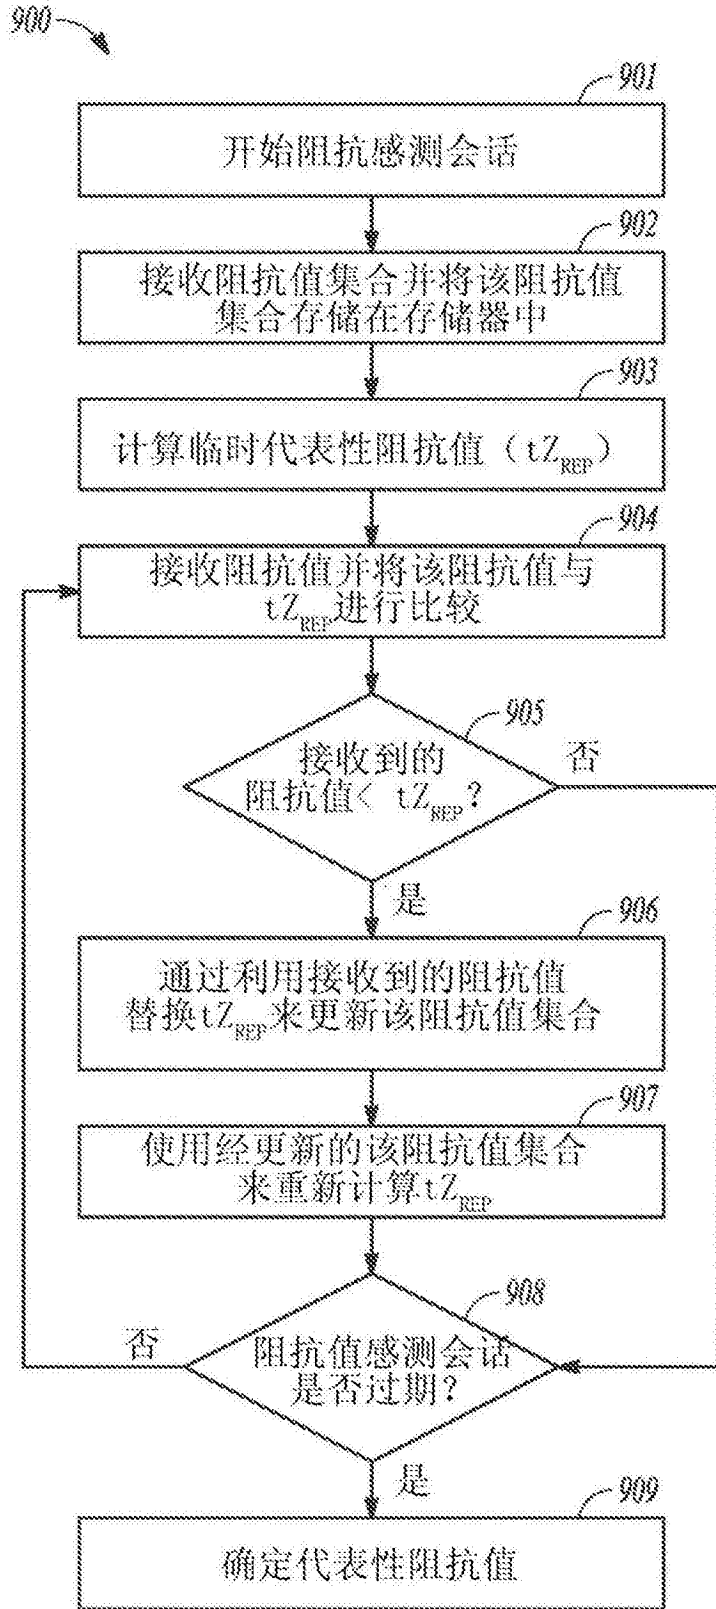 900
901
开始阻抗感测会话
902
接收阻抗值集合并将该阻抗值
集合存储在存储器中
903
计算临时代表性阻抗值（tZREP）
904
接收阻抗值并将该阻抗值与
tZREP进行比较
905
接收到的
阻抗值< tZREP?
否
是
906
通过利用接收到的阻抗值
替换tZREP来更新该阻抗值集合
907
使用经更新的该阻抗值集合
来重新计算tZREP
908
阻抗值感测会话
是否过期?
否
是
909
确定代表性阻抗值